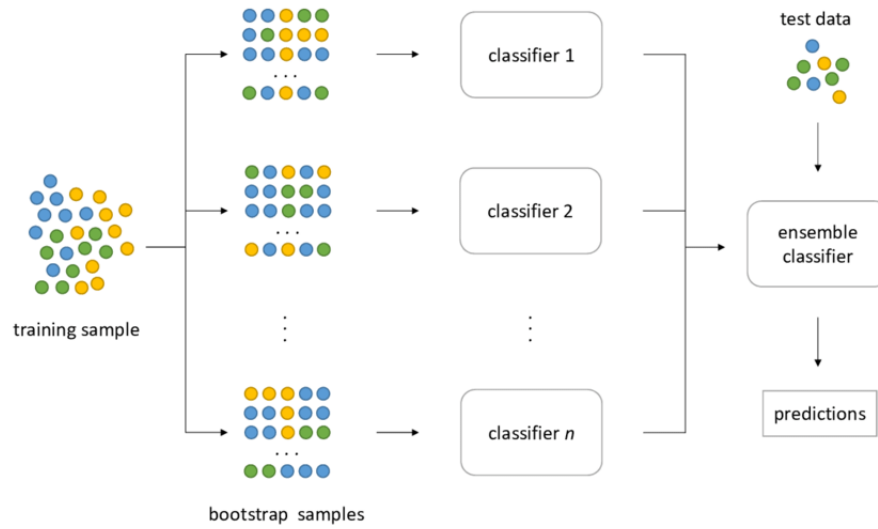 test data
classifier 1
...
classifier 2
...
ensemble
classifier
training sample
classifier n
predictions
...
bootstrap samples